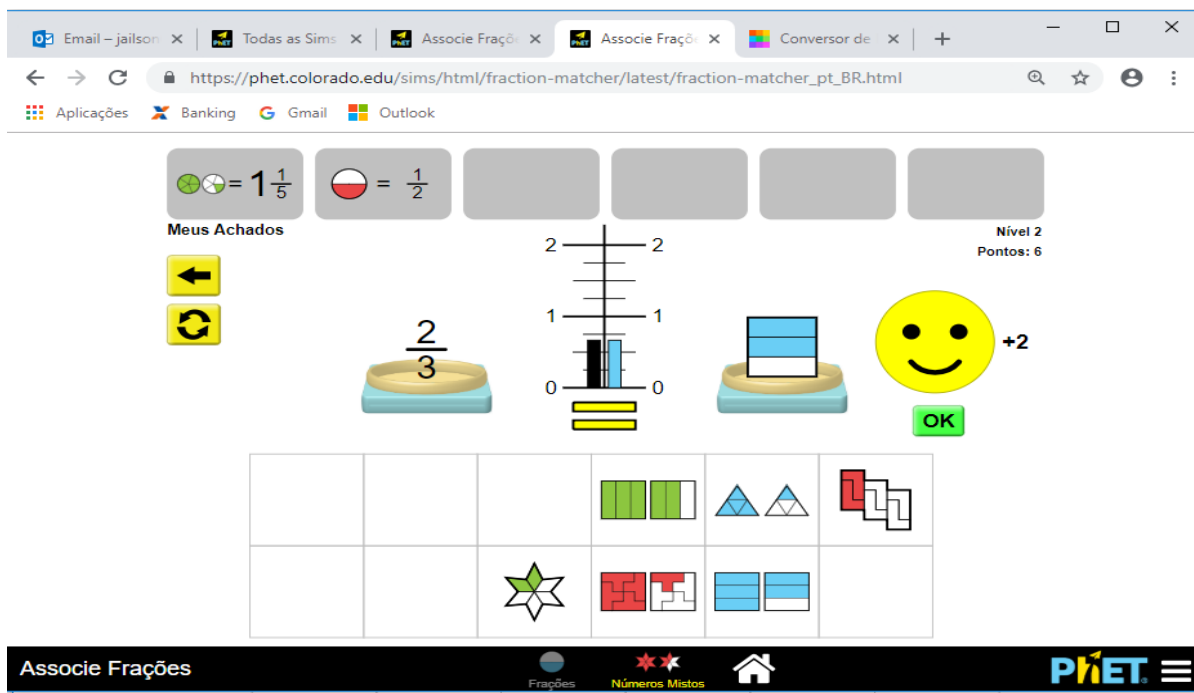 Email – jailson
Todas as Sims
Associe Fraçõe
Associe Fraçõe
Conversor de
https://phet.colorado.edu/sims/html/fraction-matcher/latest/fraction-matcher_pt_BR.html
Aplicações Banking Gmail Outlook
= 1 1/5
= 1/2
Meus Achados
Nível 2
Pontos: 6
2 2
1 1
0 0
2/3
+2
OK
Associe Frações
Frações
Números Mistos
PhET